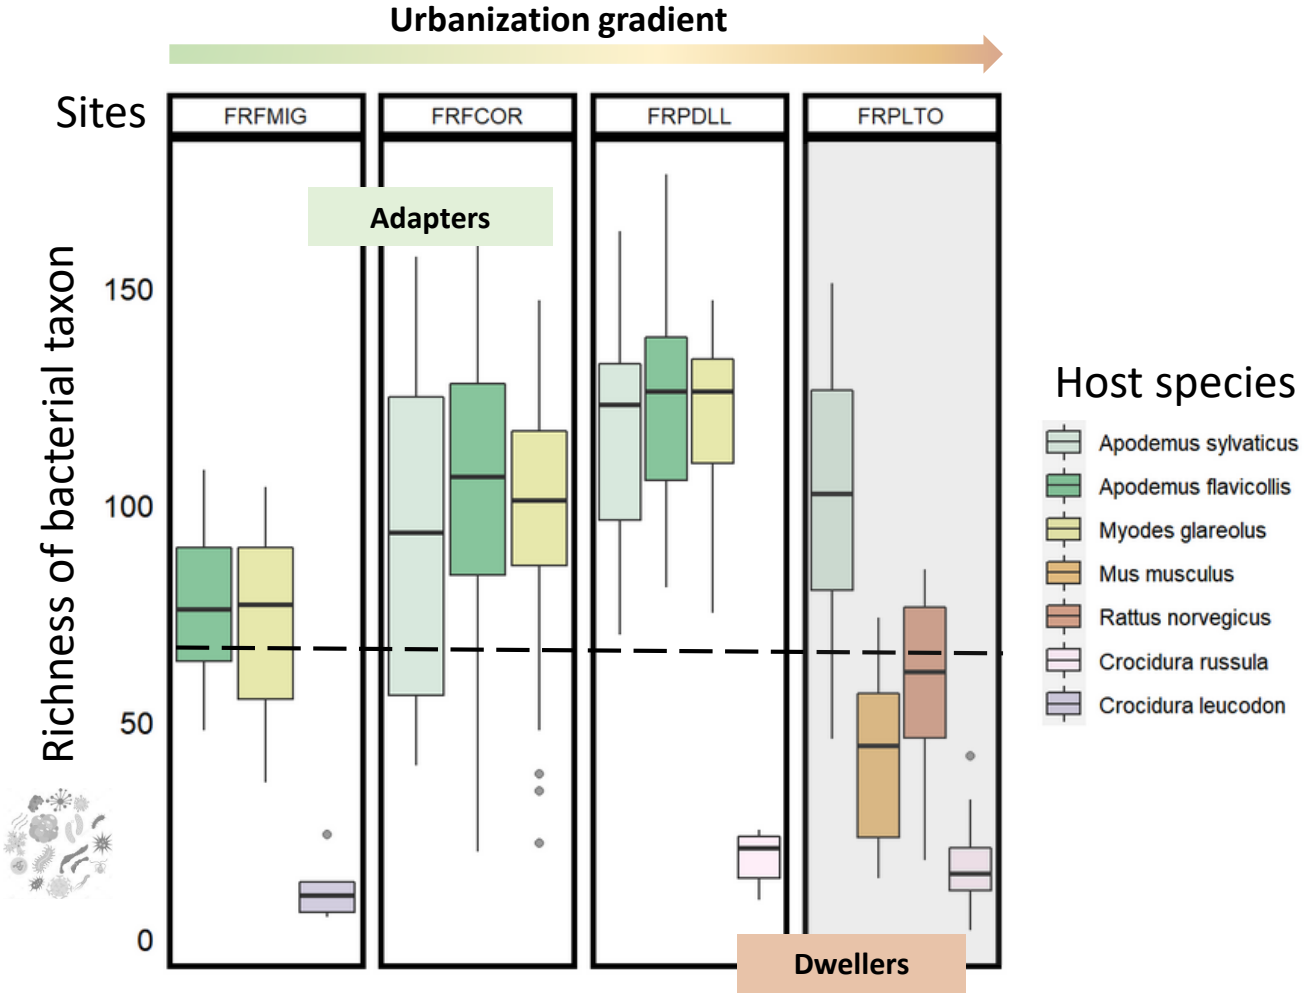 Urbanization gradient
Sites
FRFMIG
FRFCOR
FRPDLL
FRPLTO
Adapters
Richness of bacterial taxon
150
100
50
0
Dwellers
Host species
Apodemus sylvaticus
Apodemus flavicollis
Myodes glareolus
Mus musculus
Rattus norvegicus
Crocidura russula
Crocidura leucodon